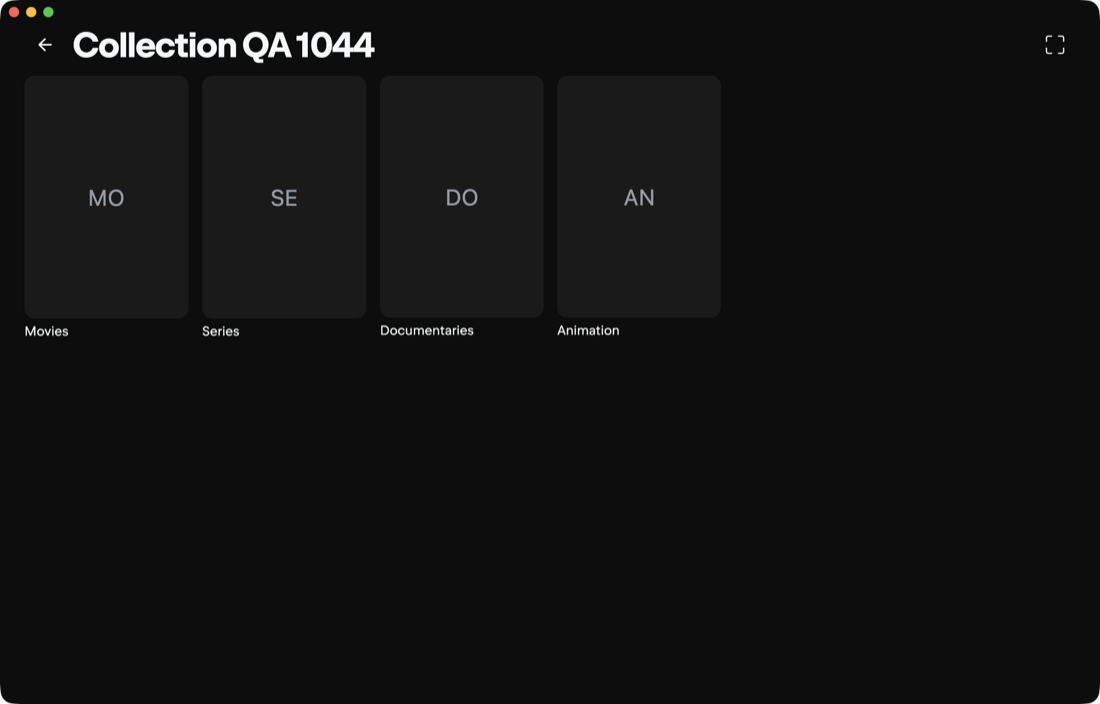 Collection QA 1044
MO
SE
DO
AN
Movies
Series
Documentaries
Animation